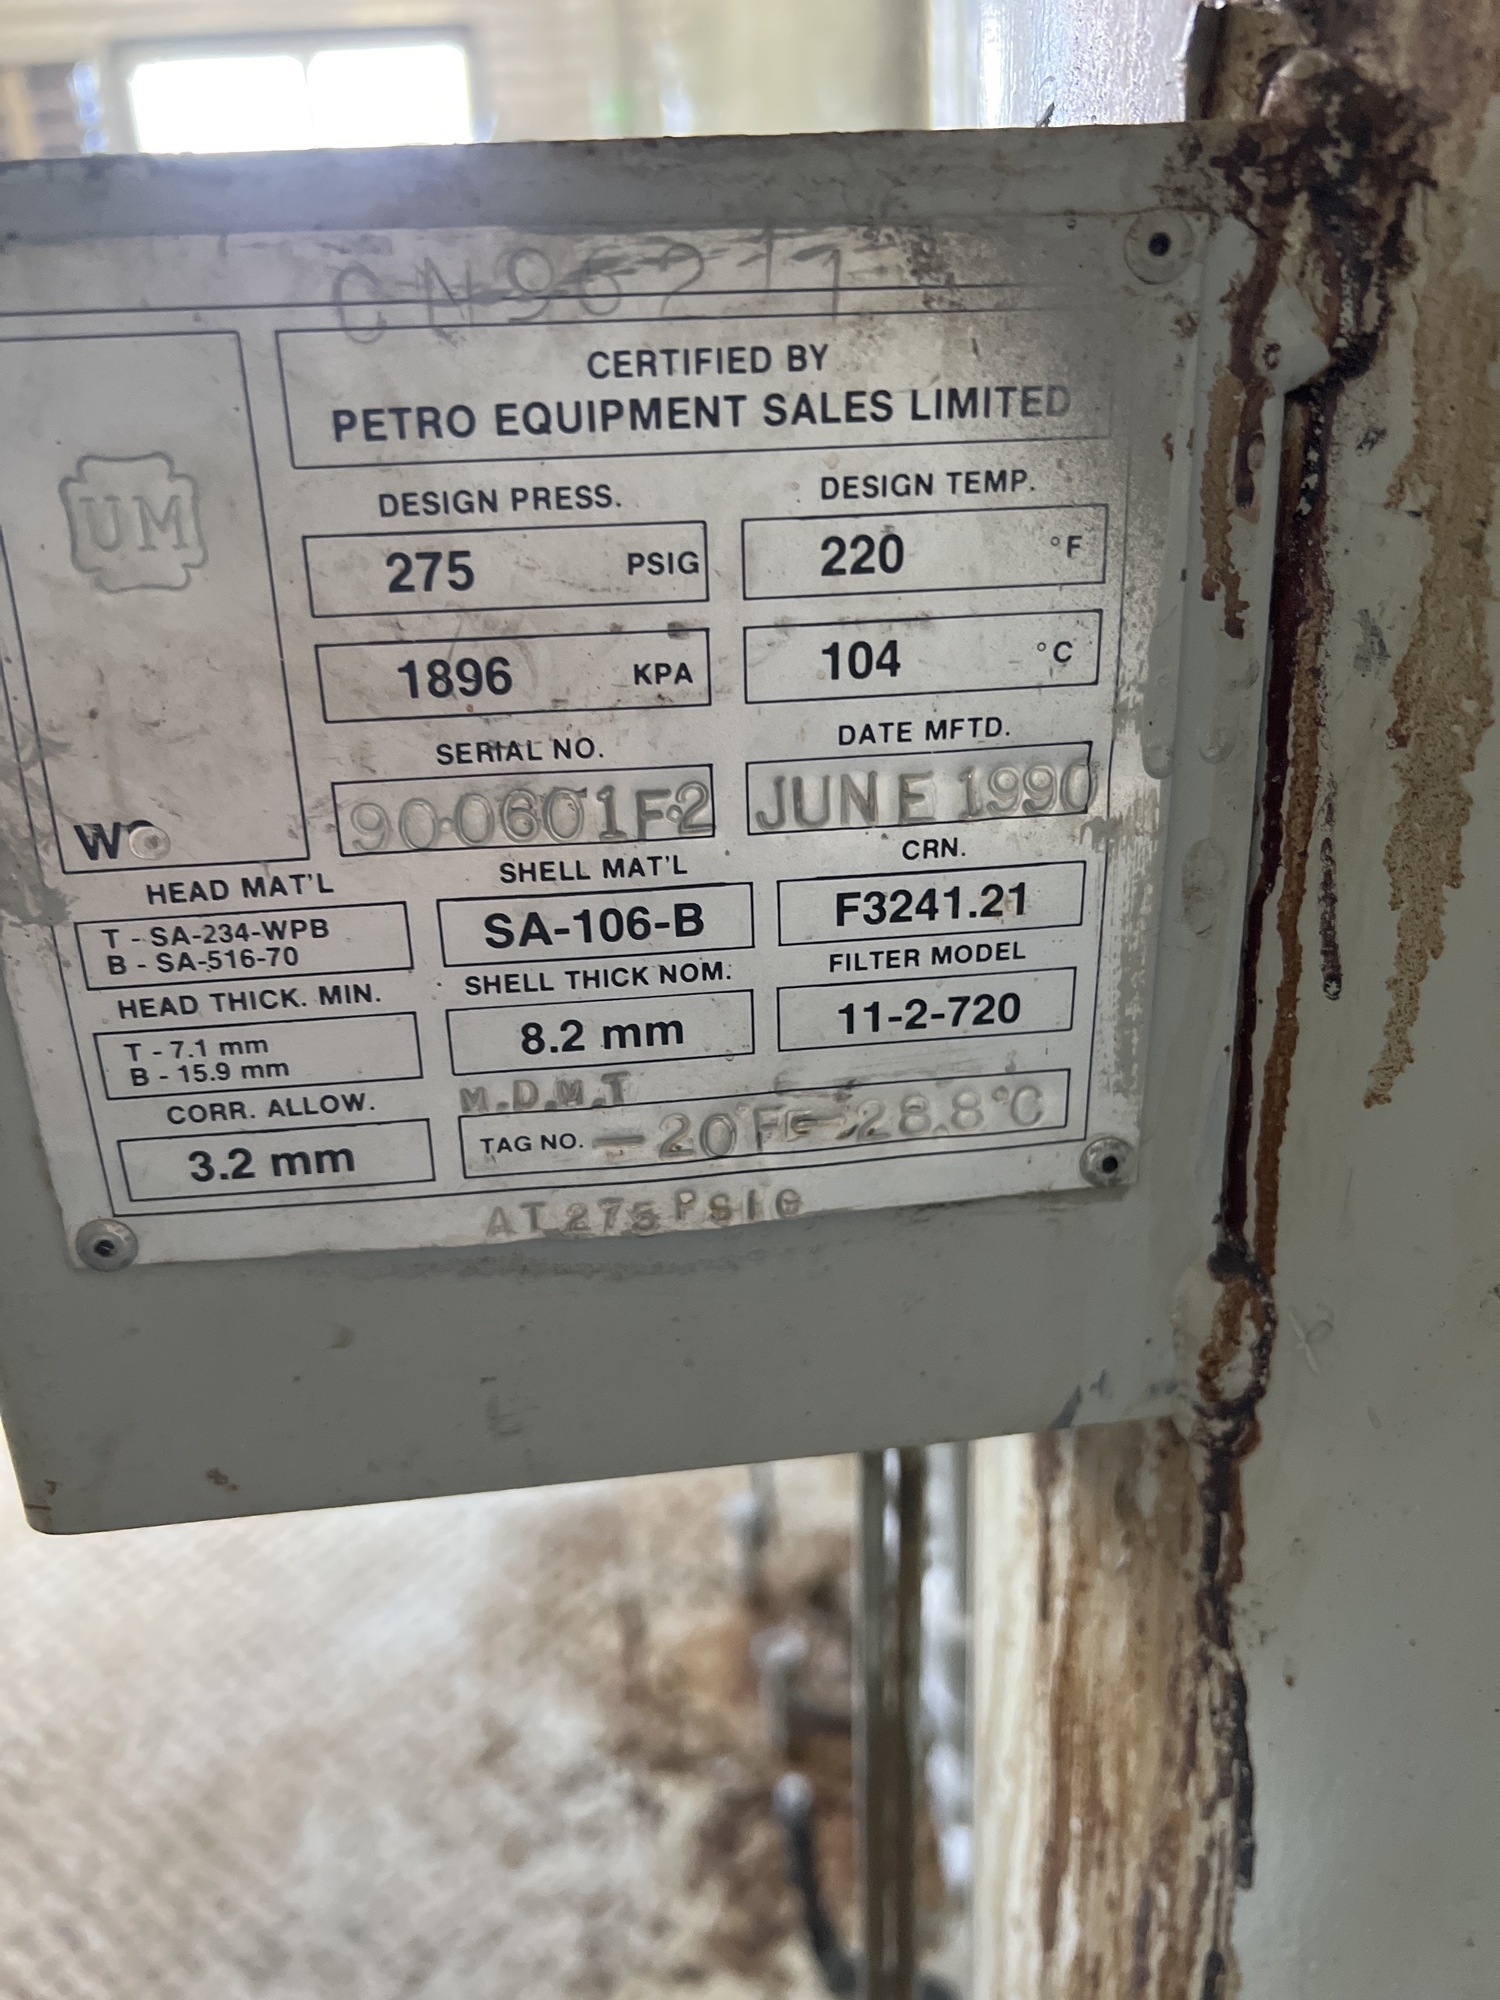 CN96211
CERTIFIED BY
PETRO EQUIPMENT SALES LIMITED
UM
W
DESIGN PRESS.
DESIGN TEMP.
275 PSIG
220 °F
1896 KPA
104 °C
SERIAL NO.
DATE MFTD.
90.0601F2
JUNE 1990
HEAD MAT'L
SHELL MAT'L
CRN.
T - SA-234-WPB
B - SA-516-70
SA-106-B
F3241.21
HEAD THICK. MIN.
SHELL THICK NOM.
FILTER MODEL
T - 7.1 mm
B - 15.9 mm
8.2 mm
11-2-720
CORR. ALLOW.
M.D.M.T
3.2 mm
TAG NO. -20°F -28.8°C
AT 275 PSIG